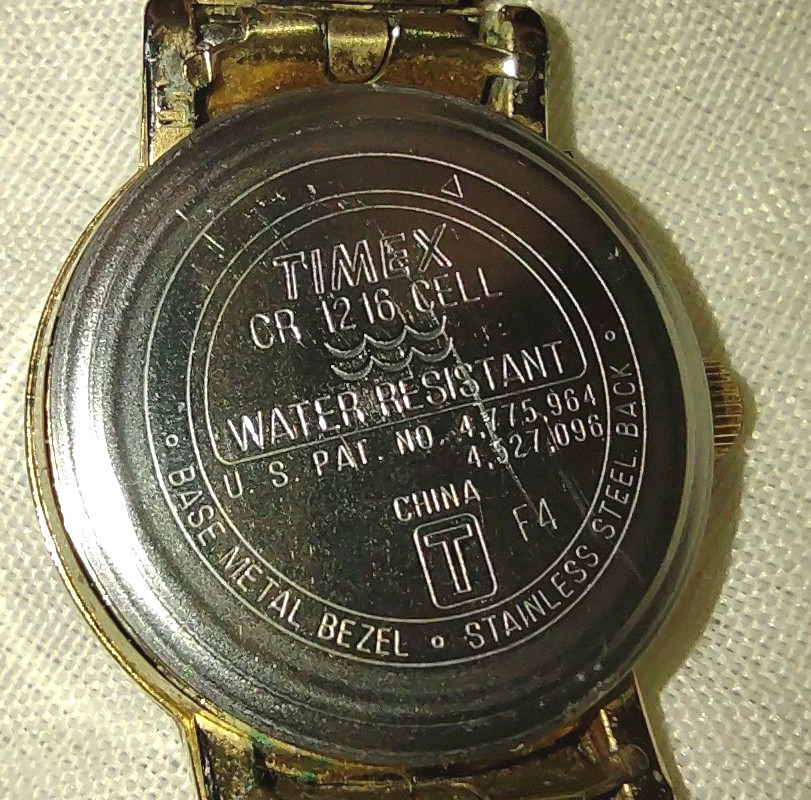 TIMEX
CR 1216 CELL
WATER RESISTANT
U. S. PAT. NO. 4,775,964
4,527,096
CHINA
T F4
BASE METAL BEZEL
STAINLESS STEEL BACK